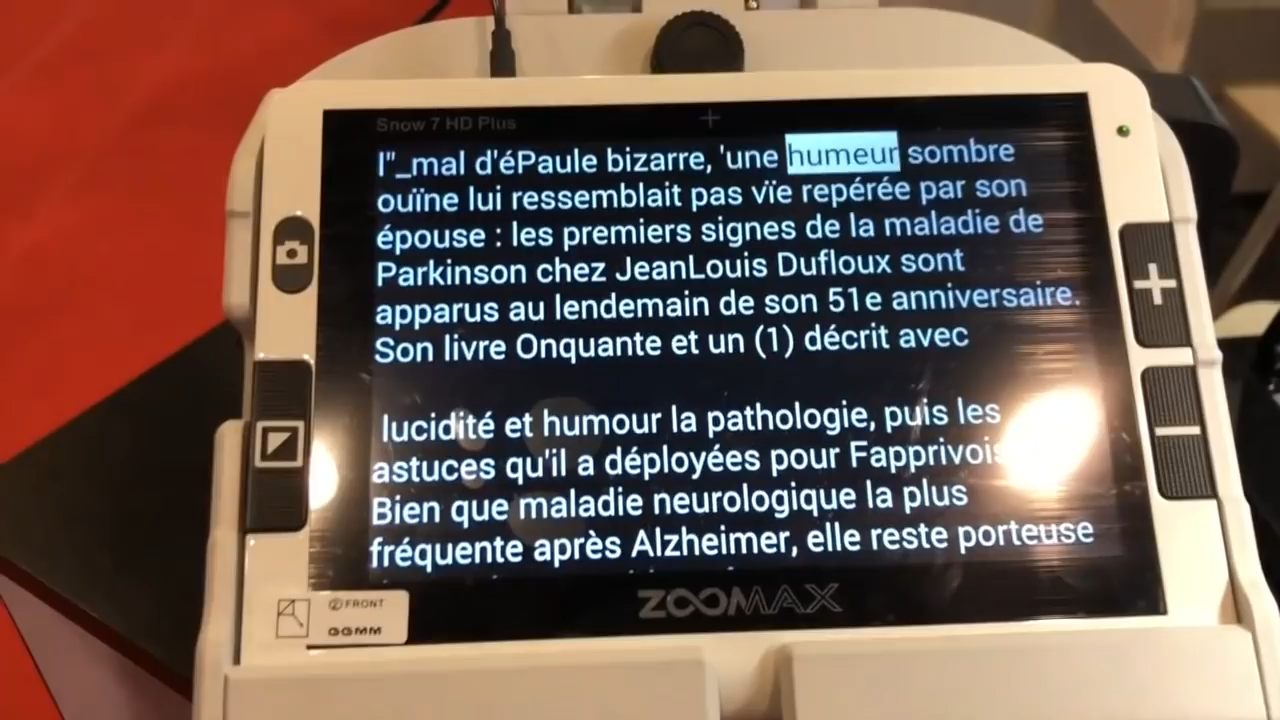 Snow 7 HD Plus
l"_mal d'éPaule bizarre, 'une humeur sombre
ouïne lui ressemblait pas vïe repérée par son
épouse : les premiers signes de la maladie de
Parkinson chez JeanLouis Dufloux sont
apparus au lendemain de son 51e anniversaire.
Son livre Onquante et un (1) décrit avec
lucidité et humour la pathologie, puis les
astuces qu'il a déployées pour
Bien que maladie neurologique la plus
fréquente après Alzheimer, elle reste porteuse
ZOOMAX
② FRONT
GGMM